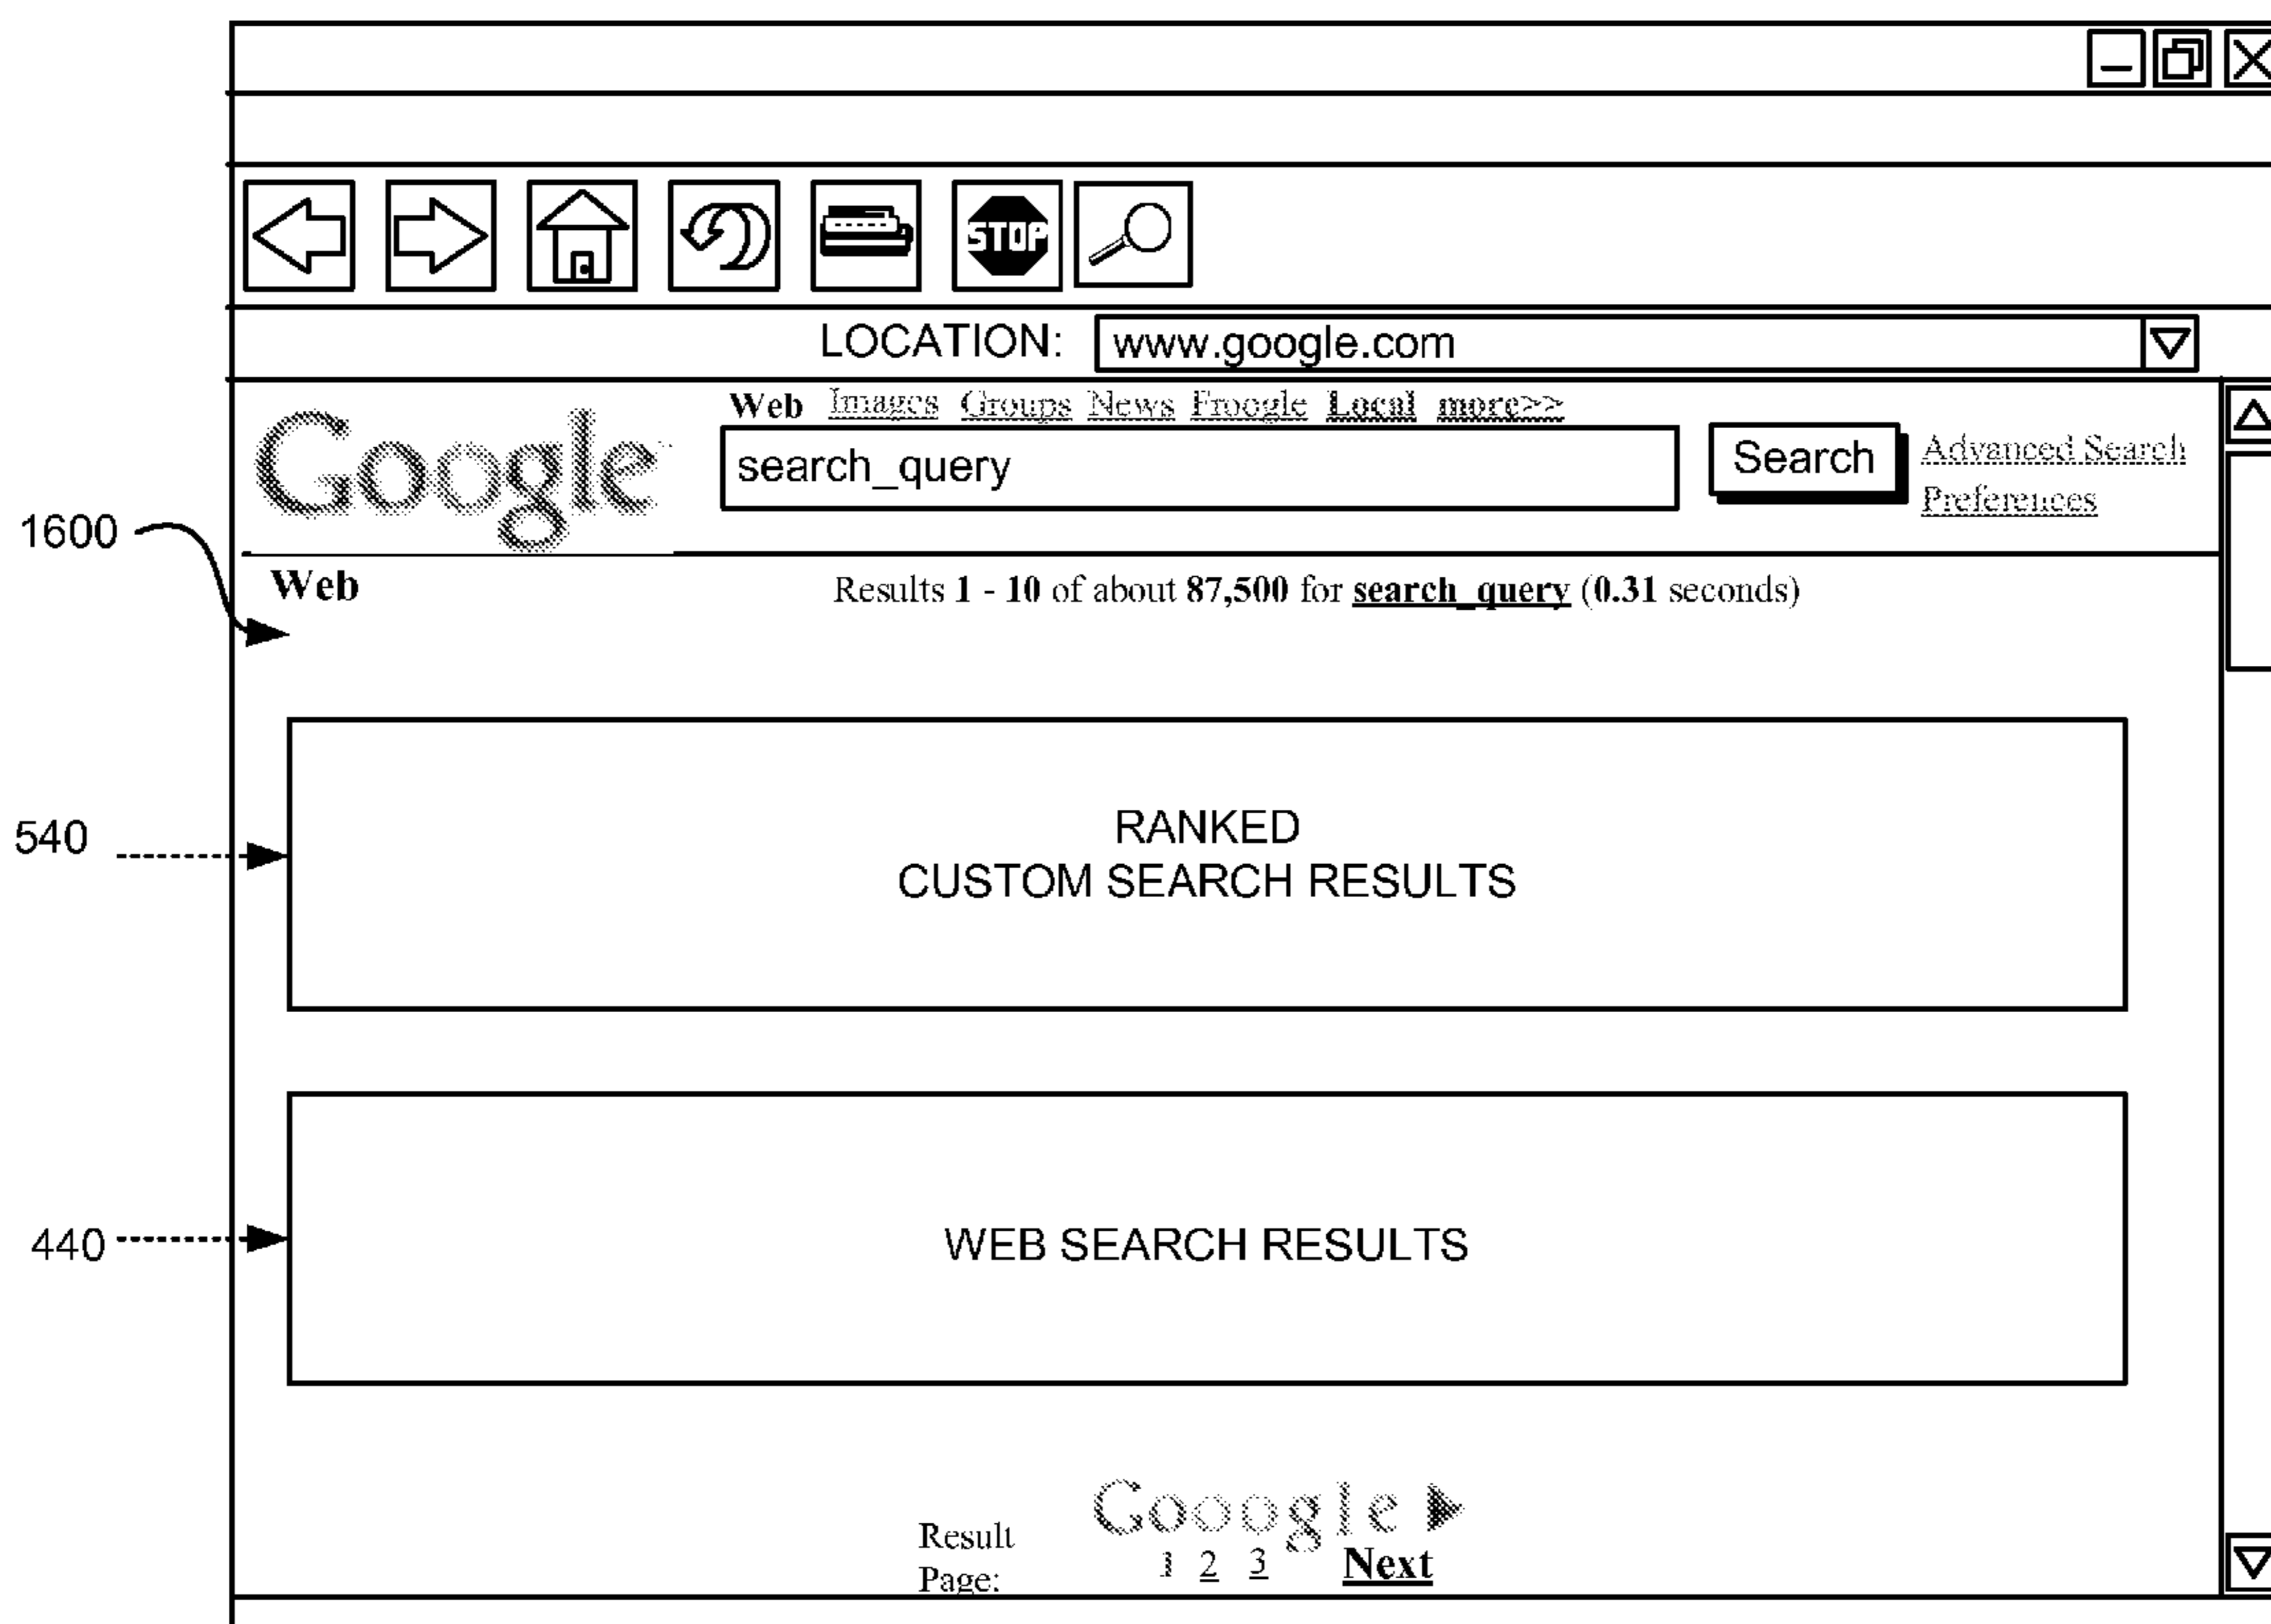 STOP
LOCATION: www.google.com
Web Images Groups News Froogle Local more>>
Google
search_query
Search
Advanced Search
Preferences
1600
Web
Results 1 - 10 of about 87,500 for search_query (0.31 seconds)
540
RANKED
CUSTOM SEARCH RESULTS
440
WEB SEARCH RESULTS
Gooogle
Result
Page:
1 2 3 Next